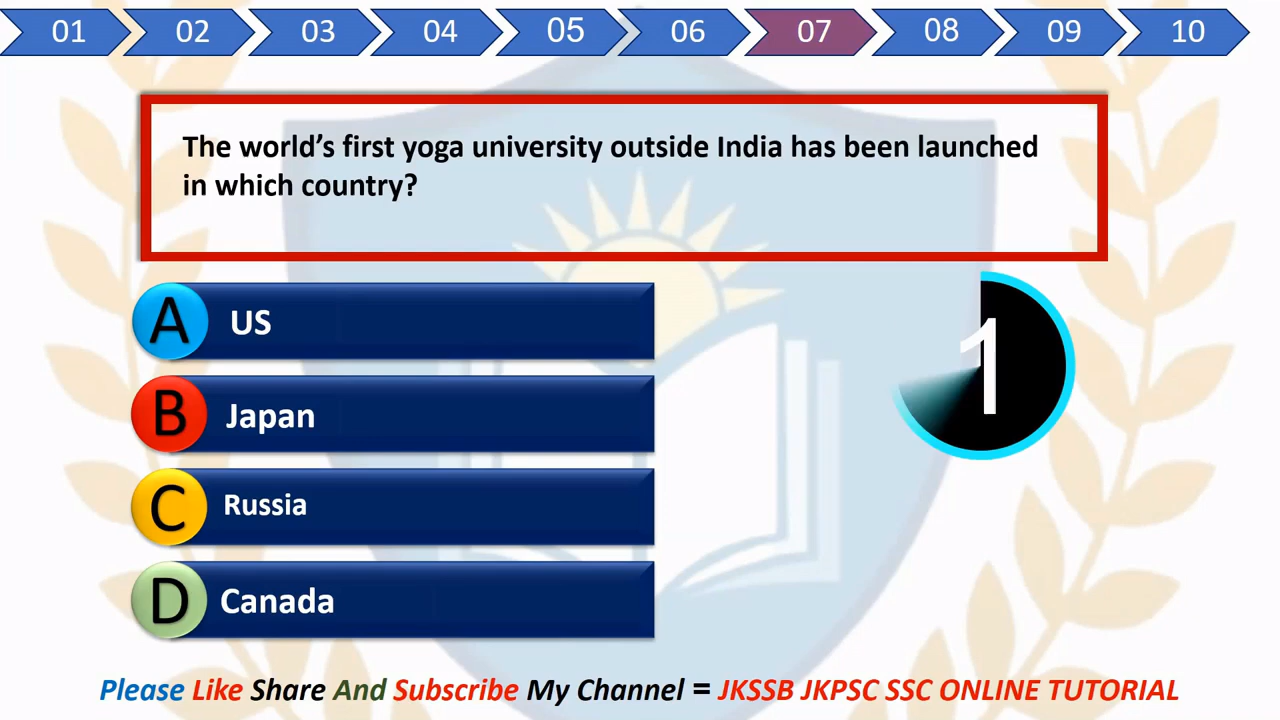 01 02 03 04 05 06 07 08 09 10
The world’s first yoga university outside India has been launched
in which country?
A US
1
B Japan
C Russia
D Canada
Please Like Share And Subscribe My Channel = JKSSB JKPSC SSC ONLINE TUTORIAL